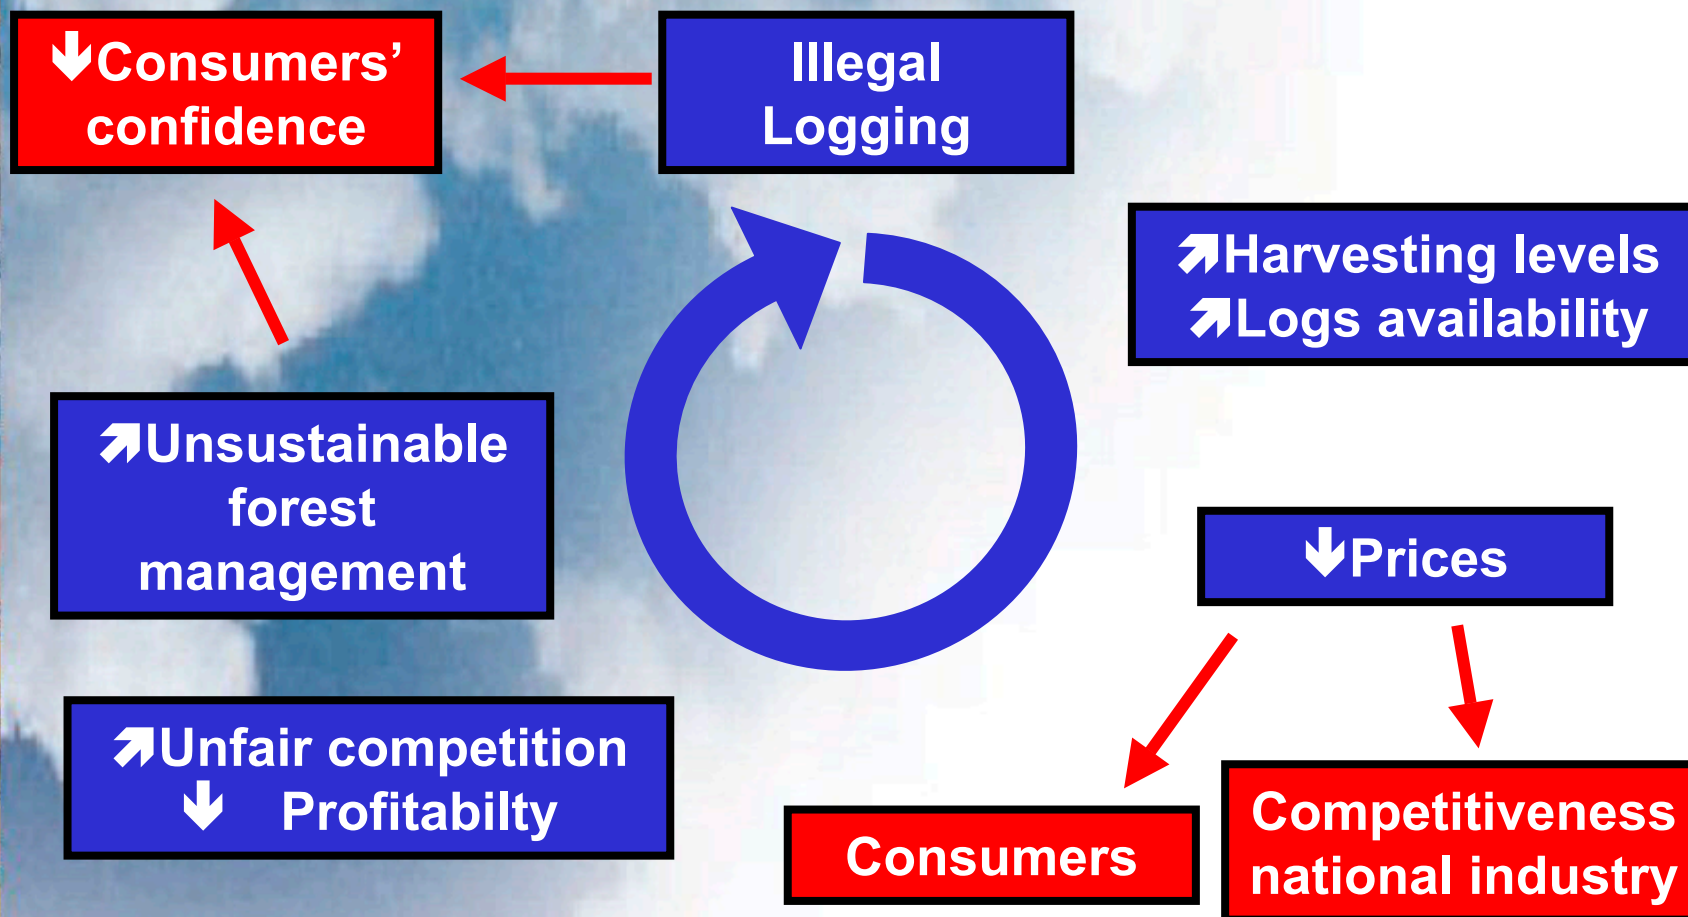 🡻Consumers’
confidence
Illegal
Logging
🡽Harvesting levels
🡽Logs availability
🡽Unsustainable
forest
management
🡻Prices
🡽Unfair competition
🡻 Profitabilty
Consumers
Competitiveness
national industry